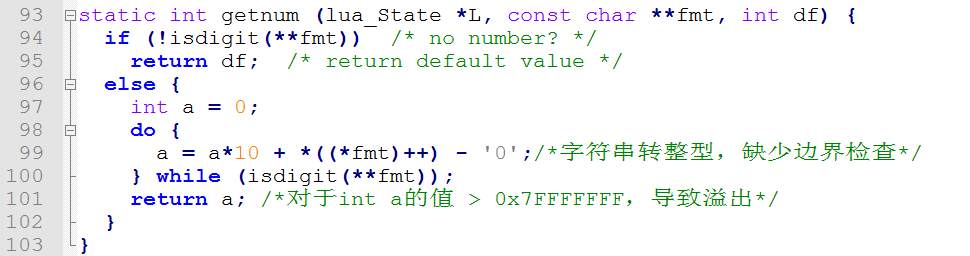 93 static int getnum (lua_State *L, const char **fmt, int df) {
94 if (!isdigit(**fmt)) /* no number? */
95 return df; /* return default value */
96 else {
97 int a = 0;
98 do {
99 a = a*10 + *((*fmt)++) - '0';/*字符串转整型，缺少边界检查*/
100 } while (isdigit(**fmt));
101 return a; /*对于int a的值 > 0x7FFFFFFF，导致溢出*/
102 }
103 }